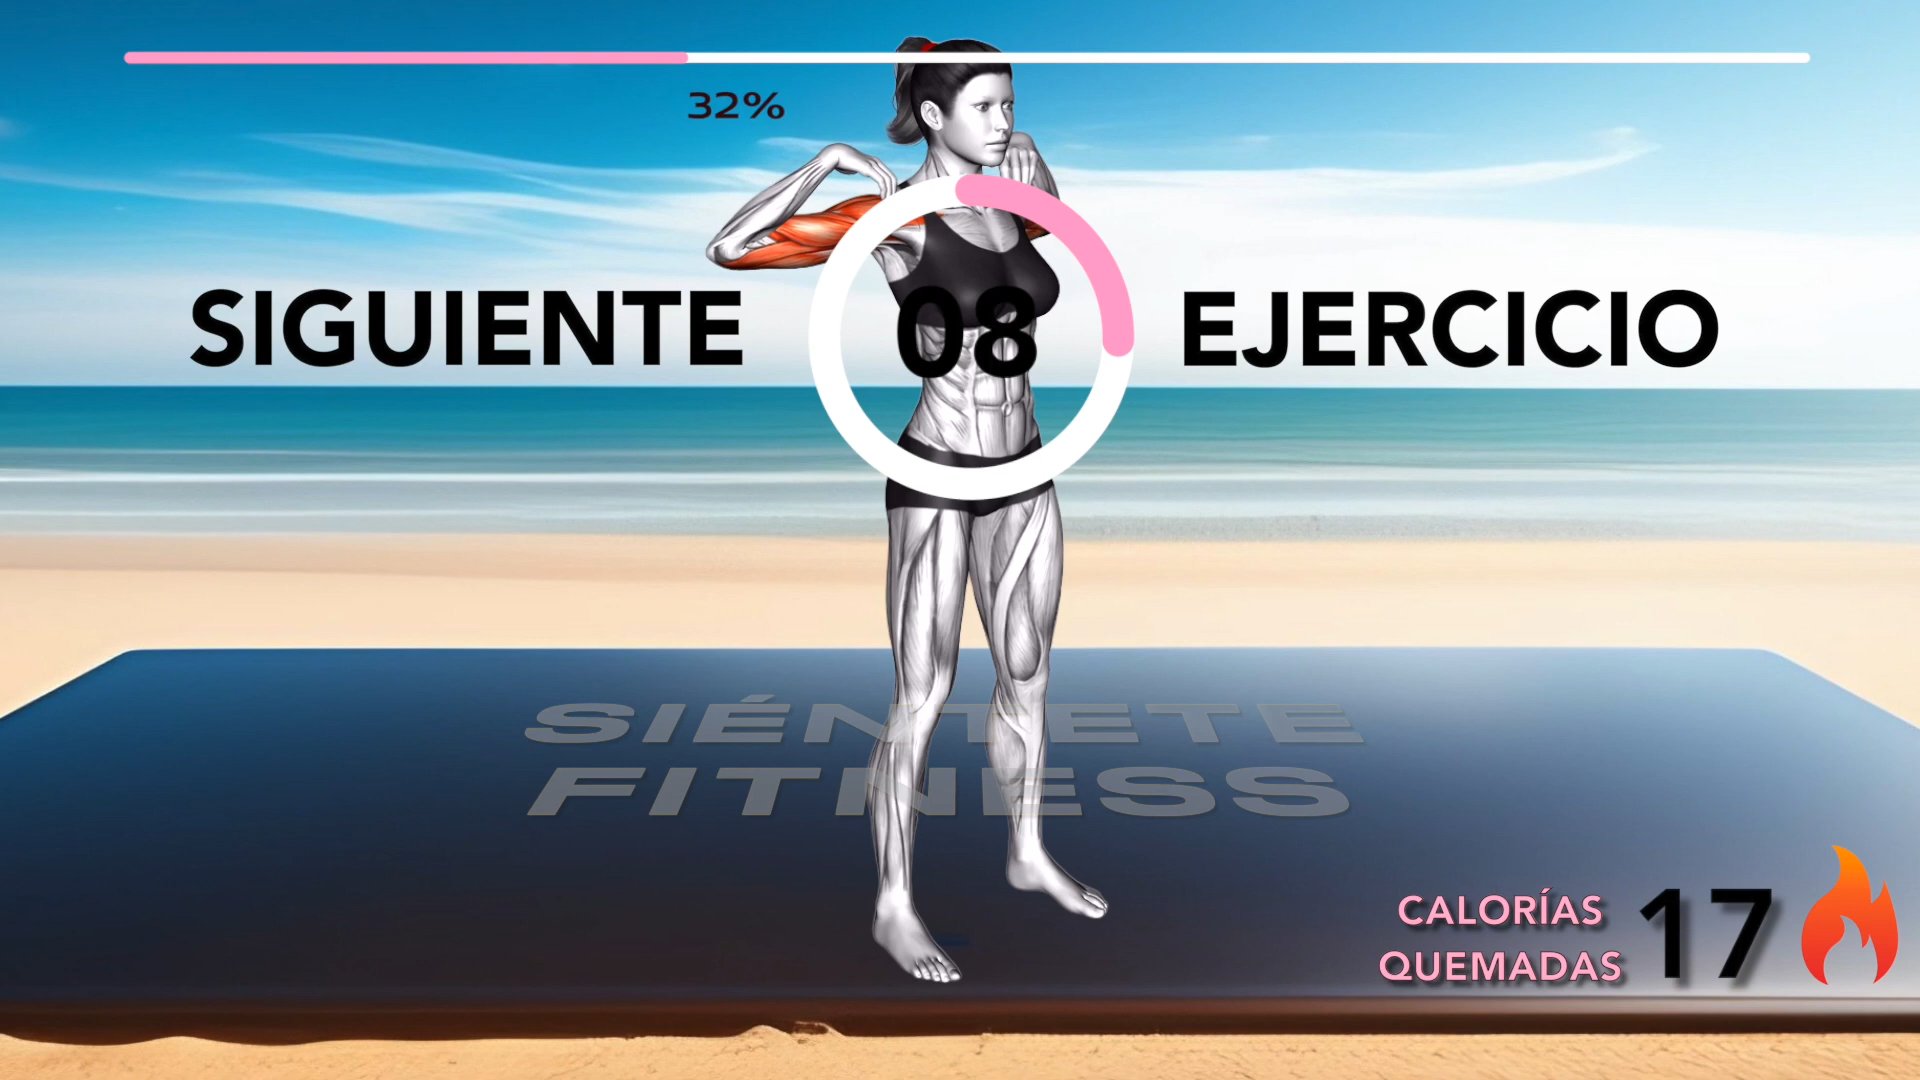 32%
SIGUIENTE 08 EJERCICIO
SIÉNTETE
FITNESS
CALORÍAS
QUEMADAS 17